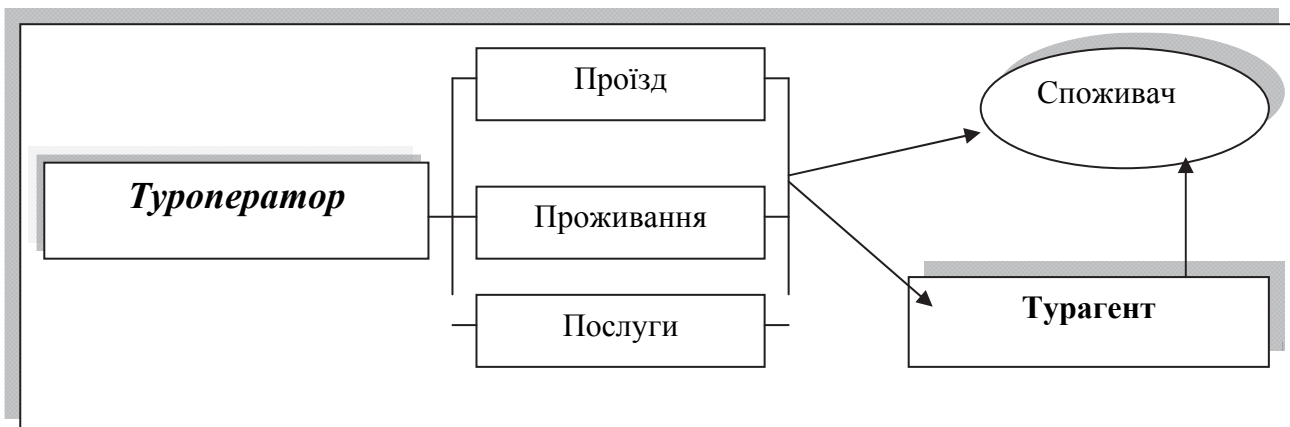 Проїзд
Споживач
Туроператор
Проживання
Послуги
Турагент